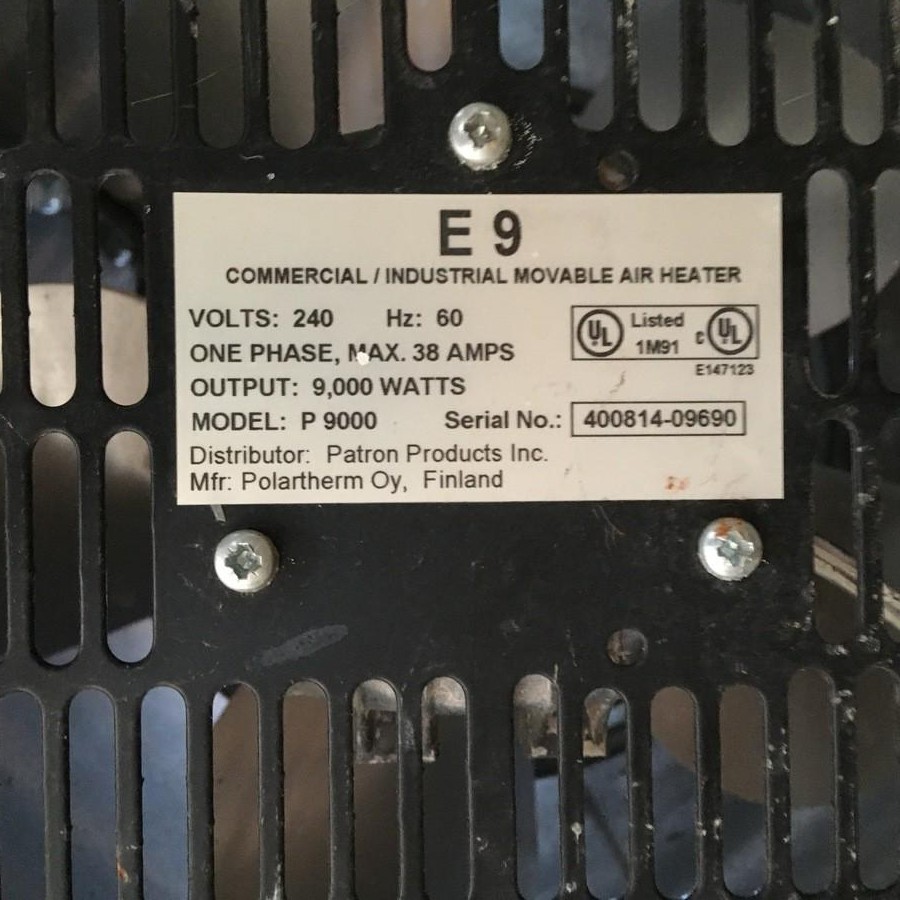 E 9
COMMERCIAL / INDUSTRIAL MOVABLE AIR HEATER
VOLTS: 240 Hz: 60
ONE PHASE, MAX. 38 AMPS
OUTPUT: 9,000 WATTS
MODEL: P 9000 Serial No.: 400814-09690
Distributor: Patron Products Inc.
Mfr: Polartherm Oy, Finland
UL Listed c UL
1M91
E147123